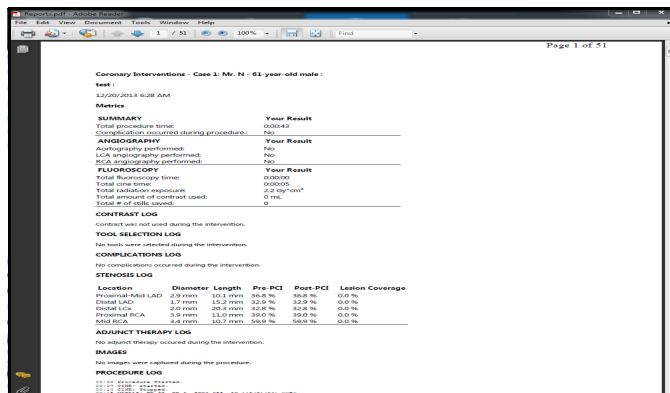 Reports.pdf - Adobe Reader
File Edit View Document Tools Window Help
1 / 51 100% Find
Page 1 of 51
Coronary Interventions - Case 1: Mr. N - 61-year-old male :
test :
12/20/2013 6:28 AM
Metrics
SUMMARY Your Result
Total procedure time: 0:00:43
Complication occurred during procedure.: No
ANGIOGRAPHY Your Result
Aortography performed: No
LCA angiography performed: No
RCA angiography performed: No
FLUOROSCOPY Your Result
Total fluoroscopy time: 0:00:00
Total cine time: 0:00:05
Total radiation exposure: 2.2 Gy*cm²
Total amount of contrast used: 0 mL
Total # of stills saved: 0
CONTRAST LOG
Contrast was not used during the intervention.
TOOL SELECTION LOG
No tools were selected during the intervention.
COMPLICATIONS LOG
No complications occurred during the intervention.
STENOSIS LOG
Location Diameter Length Pre-PCI Post-PCI Lesion Coverage
Proximal-Mid LAD 2.9 mm 10.1 mm 36.8 % 36.8 % 0.0 %
Distal LAD 1.7 mm 15.2 mm 32.9 % 32.9 % 0.0 %
Distal LCx 2.0 mm 20.3 mm 32.8 % 32.8 % 0.0 %
Proximal RCA 3.9 mm 11.0 mm 39.0 % 39.0 % 0.0 %
Mid RCA 3.4 mm 10.7 mm 59.9 % 59.9 % 0.0 %
ADJUNCT THERAPY LOG
No adjunct therapy occured during the intervention.
IMAGES
No images were captured during the procedure.
PROCEDURE LOG
00:00 Procedure Started.
00:07 CINE: Started.
00:10 CINE: Stopped.